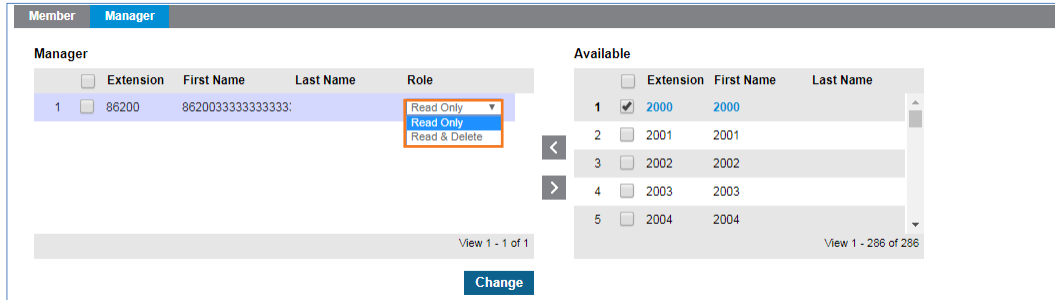 Member Manager
Manager
Extension First Name Last Name Role
1 86200 8620033333333333: Read Only
Read Only
Read & Delete
View 1 - 1 of 1
Change
Available
Extension First Name Last Name
1 2000 2000
2 2001 2001
3 2002 2002
4 2003 2003
5 2004 2004
View 1 - 286 of 286